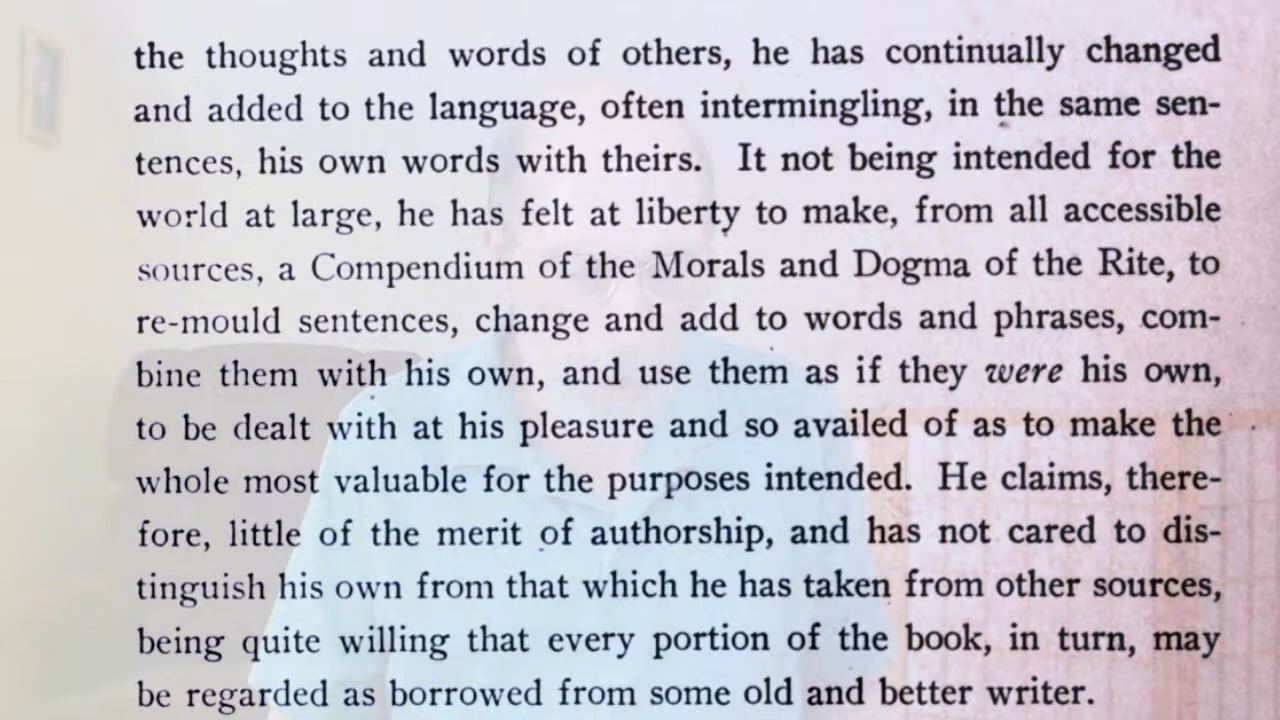 the thoughts and words of others, he has continually changed
and added to the language, often intermingling, in the same sen-
tences, his own words with theirs. It not being intended for the
world at large, he has felt at liberty to make, from all accessible
sources, a Compendium of the Morals and Dogma of the Rite, to
re-mould sentences, change and add to words and phrases, com-
bine them with his own, and use them as if they were his own,
to be dealt with at his pleasure and so availed of as to make the
whole most valuable for the purposes intended. He claims, there-
fore, little of the merit of authorship, and has not cared to dis-
tinguish his own from that which he has taken from other sources,
being quite willing that every portion of the book, in turn, may
be regarded as borrowed from some old and better writer.